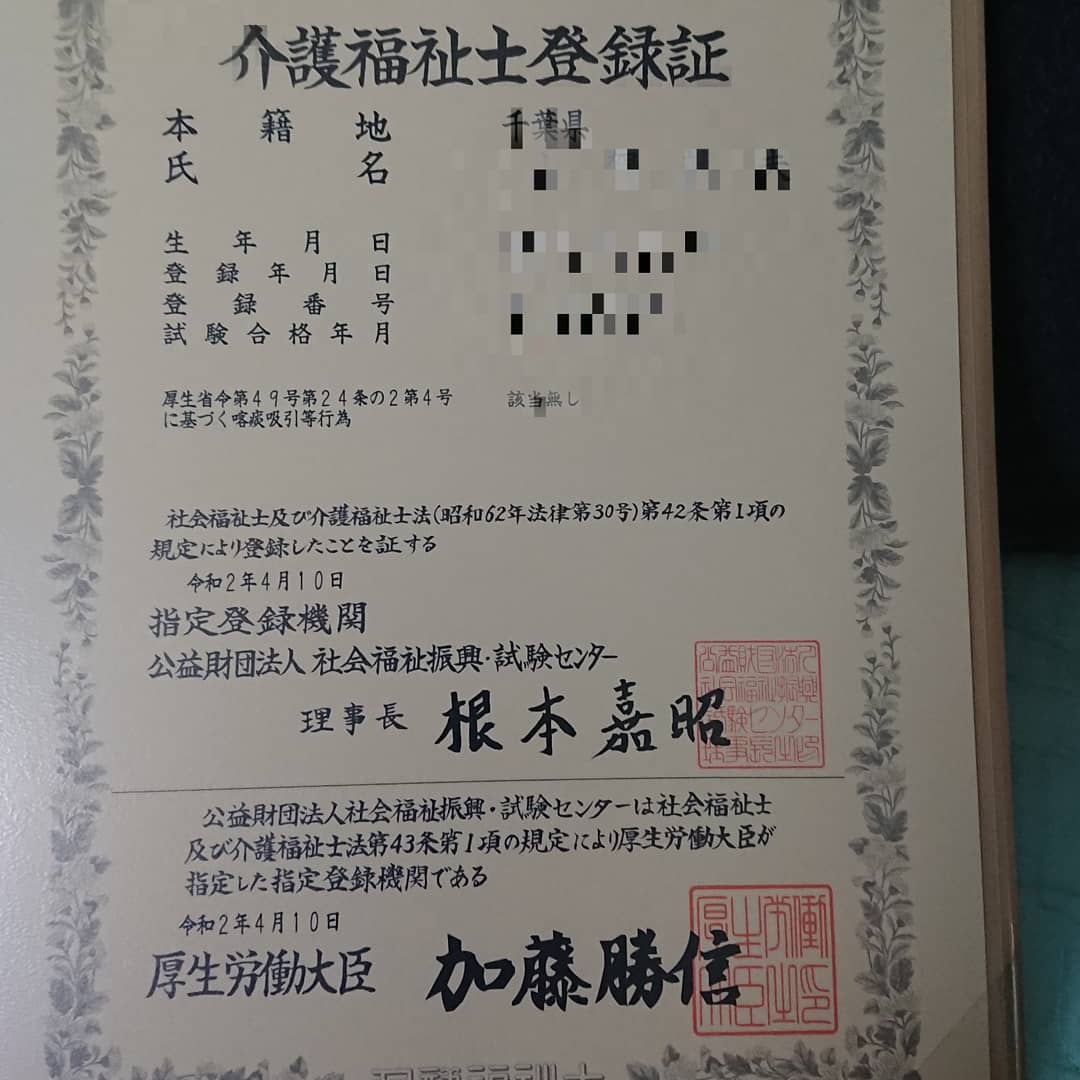 介護福祉士登録証
本籍地 千葉県
氏名
生年月日
登録年月日
登録番号
試験合格年月
厚生省令第49号第24条の2第4号 該当無し
に基づく喀痰吸引等行為
社会福祉士及び介護福祉士法(昭和62年法律第30号)第42条第1項の
規定により登録したことを証する
令和2年4月10日
指定登録機関
公益財団法人 社会福祉振興・試験センター
理事長 根本嘉昭
公益財団法人社会福祉振興・試験センターは社会福祉士
及び介護福祉士法第43条第1項の規定により厚生労働大臣が
指定した指定登録機関である
令和2年4月10日
厚生労働大臣 加藤勝信